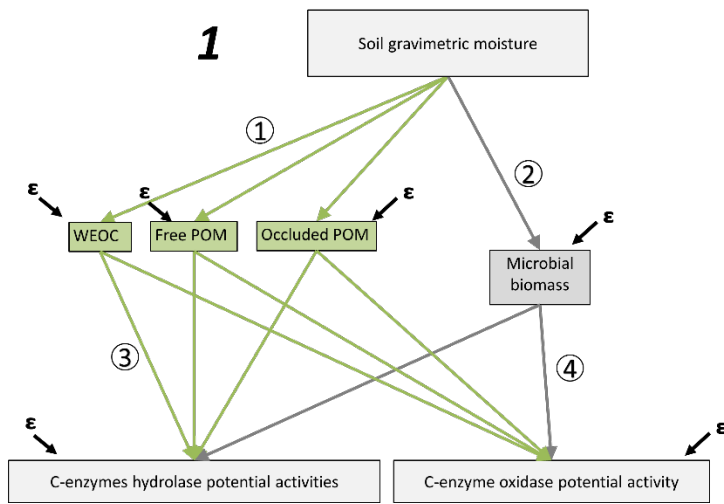 1
Soil gravimetric moisture
①
②
ε
ε
ε
ε
WEOC
Free POM
Occluded POM
Microbial
biomass
③
④
ε
ε
C-enzymes hydrolase potential activities
C-enzyme oxidase potential activity